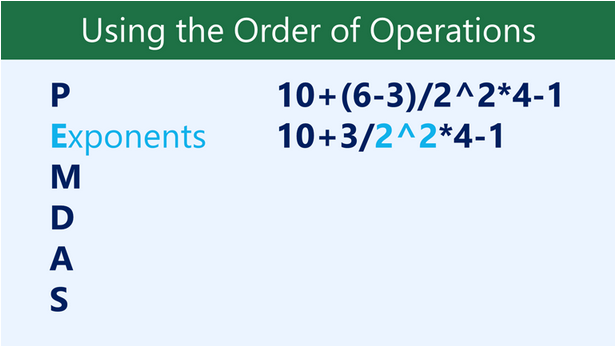 Using the Order of Operations
P 10+(6-3)/2^2*4-1
Exponents 10+3/2^2*4-1
M
D
A
S